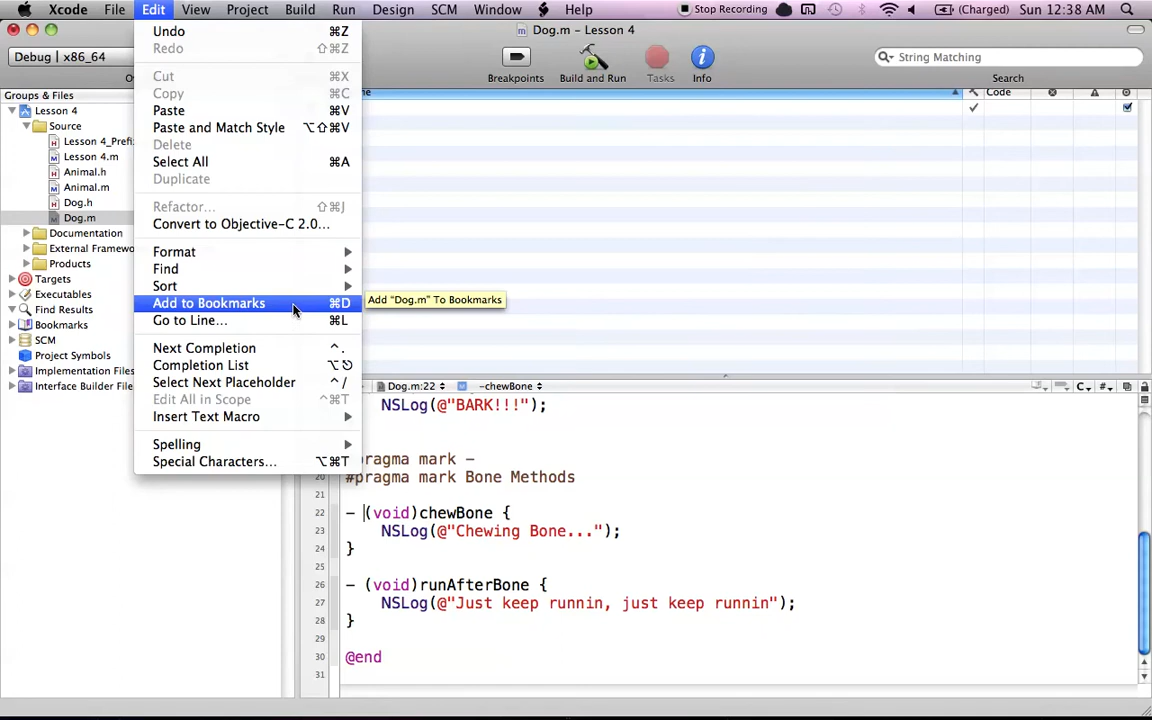 Xcode File Edit View Project Build Run Design SCM Window Help Stop Recording (Charged) Sun 12:38 AM
Dog.m – Lesson 4
Debug | x86_64
String Matching
Breakpoints Build and Run Tasks Info Search
Groups & Files
Code
Lesson 4
Source
Lesson 4_Prefi
Lesson 4.m
Animal.h
Animal.m
Dog.h
Dog.m
Documentation
External Framewo
Products
Targets
Executables
Find Results
Bookmarks
SCM
Project Symbols
Implementation Files
Interface Builder File
Undo ⌘Z
Redo ⇧⌘Z
Cut ⌘X
Copy ⌘C
Paste ⌘V
Paste and Match Style ⌥⇧⌘V
Delete
Select All ⌘A
Duplicate
Refactor... ⇧⌘J
Convert to Objective-C 2.0...
Format
Find
Sort
Add to Bookmarks ⌘D
Go to Line... ⌘L
Next Completion ^.
Completion List ⌥⎋
Select Next Placeholder ^/
Edit All in Scope ^⌘T
Insert Text Macro
Spelling
Special Characters... ⌥⌘T
Add "Dog.m" To Bookmarks
Dog.m:22 -chewBone C, #,
NSLog(@"BARK!!!");
pragma mark -
20 #pragma mark Bone Methods
21
22 - (void)chewBone {
23 NSLog(@"Chewing Bone...");
24 }
25
26 - (void)runAfterBone {
27 NSLog(@"Just keep runnin, just keep runnin");
28 }
29
30 @end
31